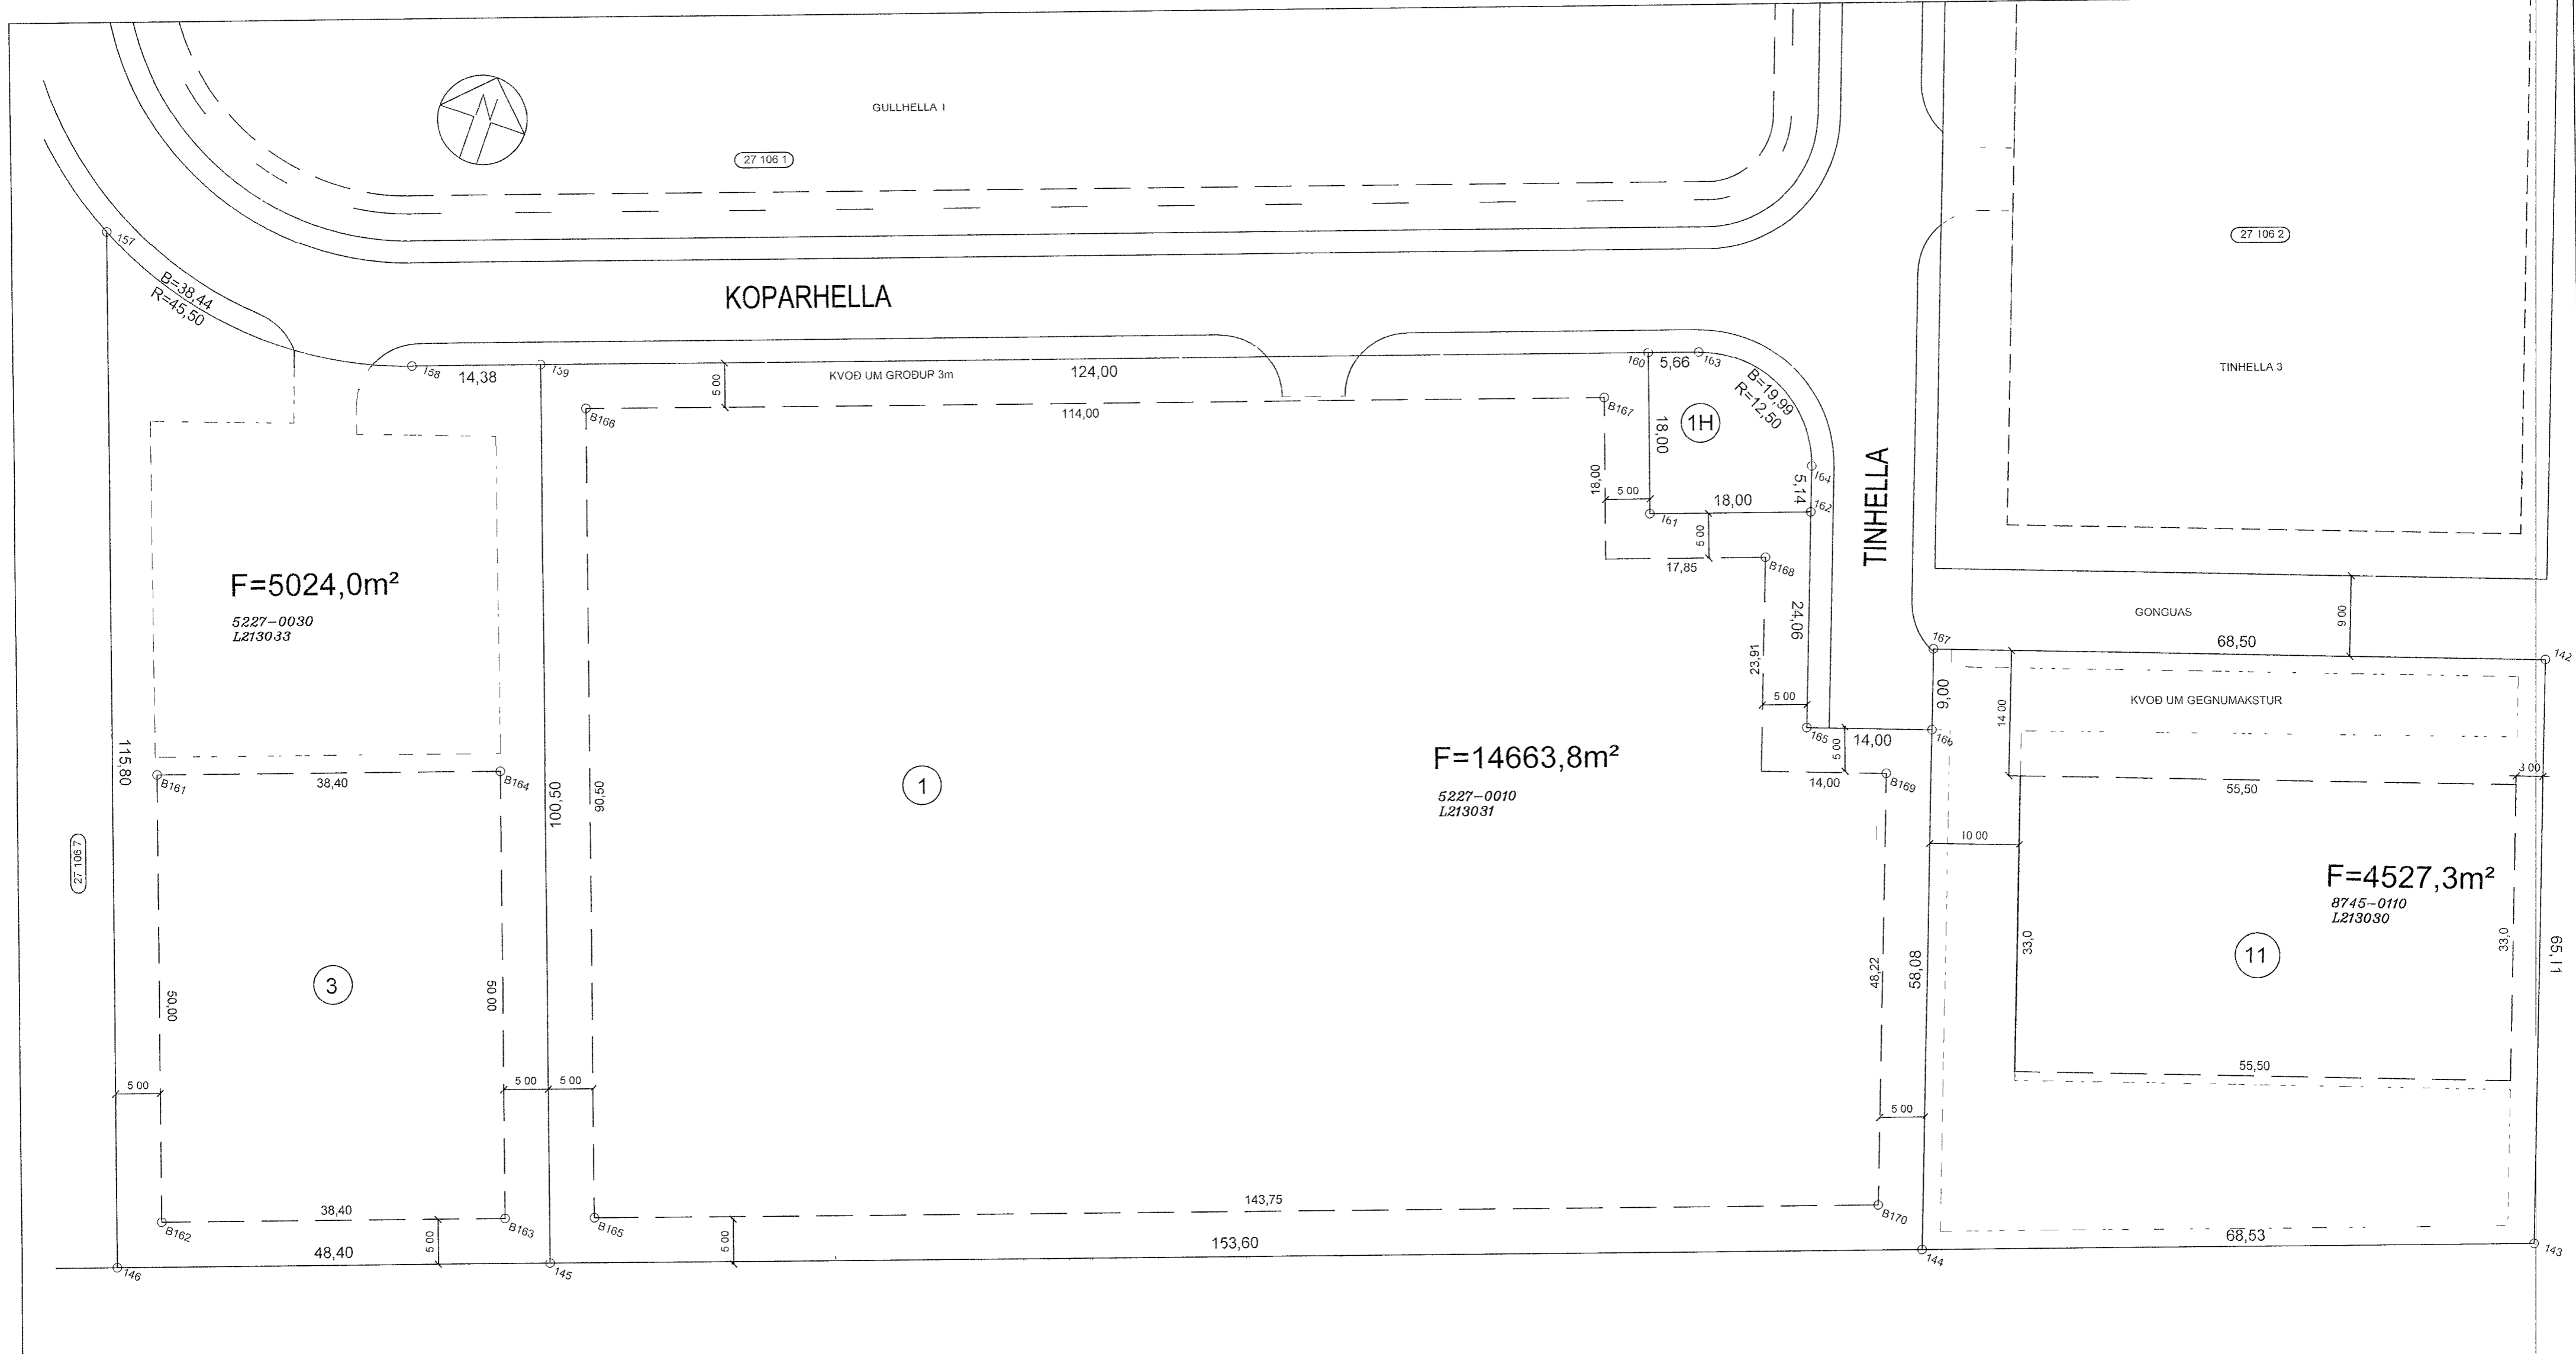 GULLHELLA 1
27 106 1
N
27 106 2
157
B=38,44
R=45,50
KOPARHELLA
TINHELLA
TINHELLA 3
158
14,38
159
5 00
KVOÐ UM GROÐUR 3m
124,00
160
5,66
163
B=19,99
R=12,50
B166
114,00
B167
18,00
1H
18,00
5 00
164
5,14
161
18,00
162
5 00
17,85
B168
F=5024,0m²
5227-0030
L213033
24,06
23,91
GONGUAS
9 00
167
68,50
142
9,00
14 00
KVOÐ UM GEGNUMAKSTUR
5 00
165
14,00
166
5 00
14,00
B169
3 00
55,50
115,80
B161
38,40
B164
100,50
90,50
1
F=14663,8m²
5227-0010
L213031
10 00
F=4527,3m²
8745-0110
L213030
27 106 7
3
50,00
50 00
48,22
58,08
33,0
11
33,0
65,11
5 00
5 00
5 00
5 00
55,50
B162
38,40
B163
B165
143,75
B170
5 00
5 00
146
48,40
145
153,60
144
68,53
143